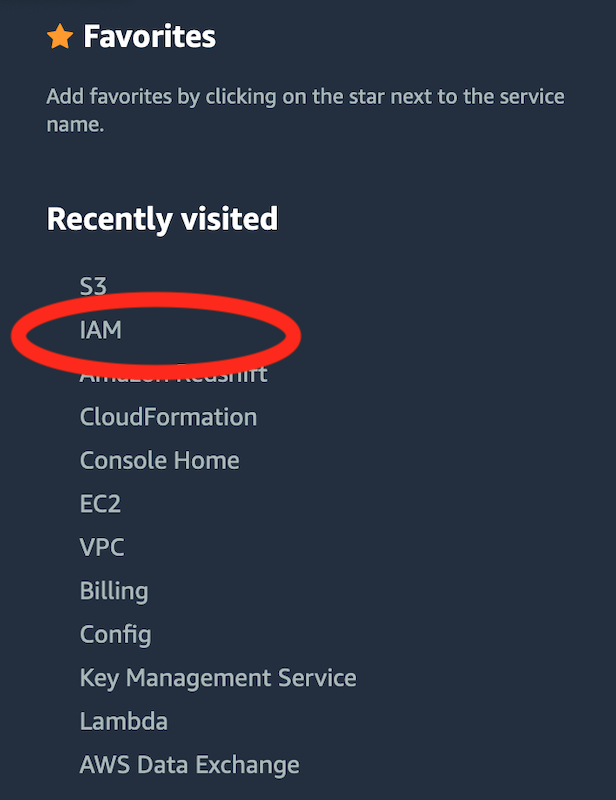 Favorites
Add favorites by clicking on the star next to the service
name.
Recently visited
S3
IAM
Amazon Redshift
CloudFormation
Console Home
EC2
VPC
Billing
Config
Key Management Service
Lambda
AWS Data Exchange